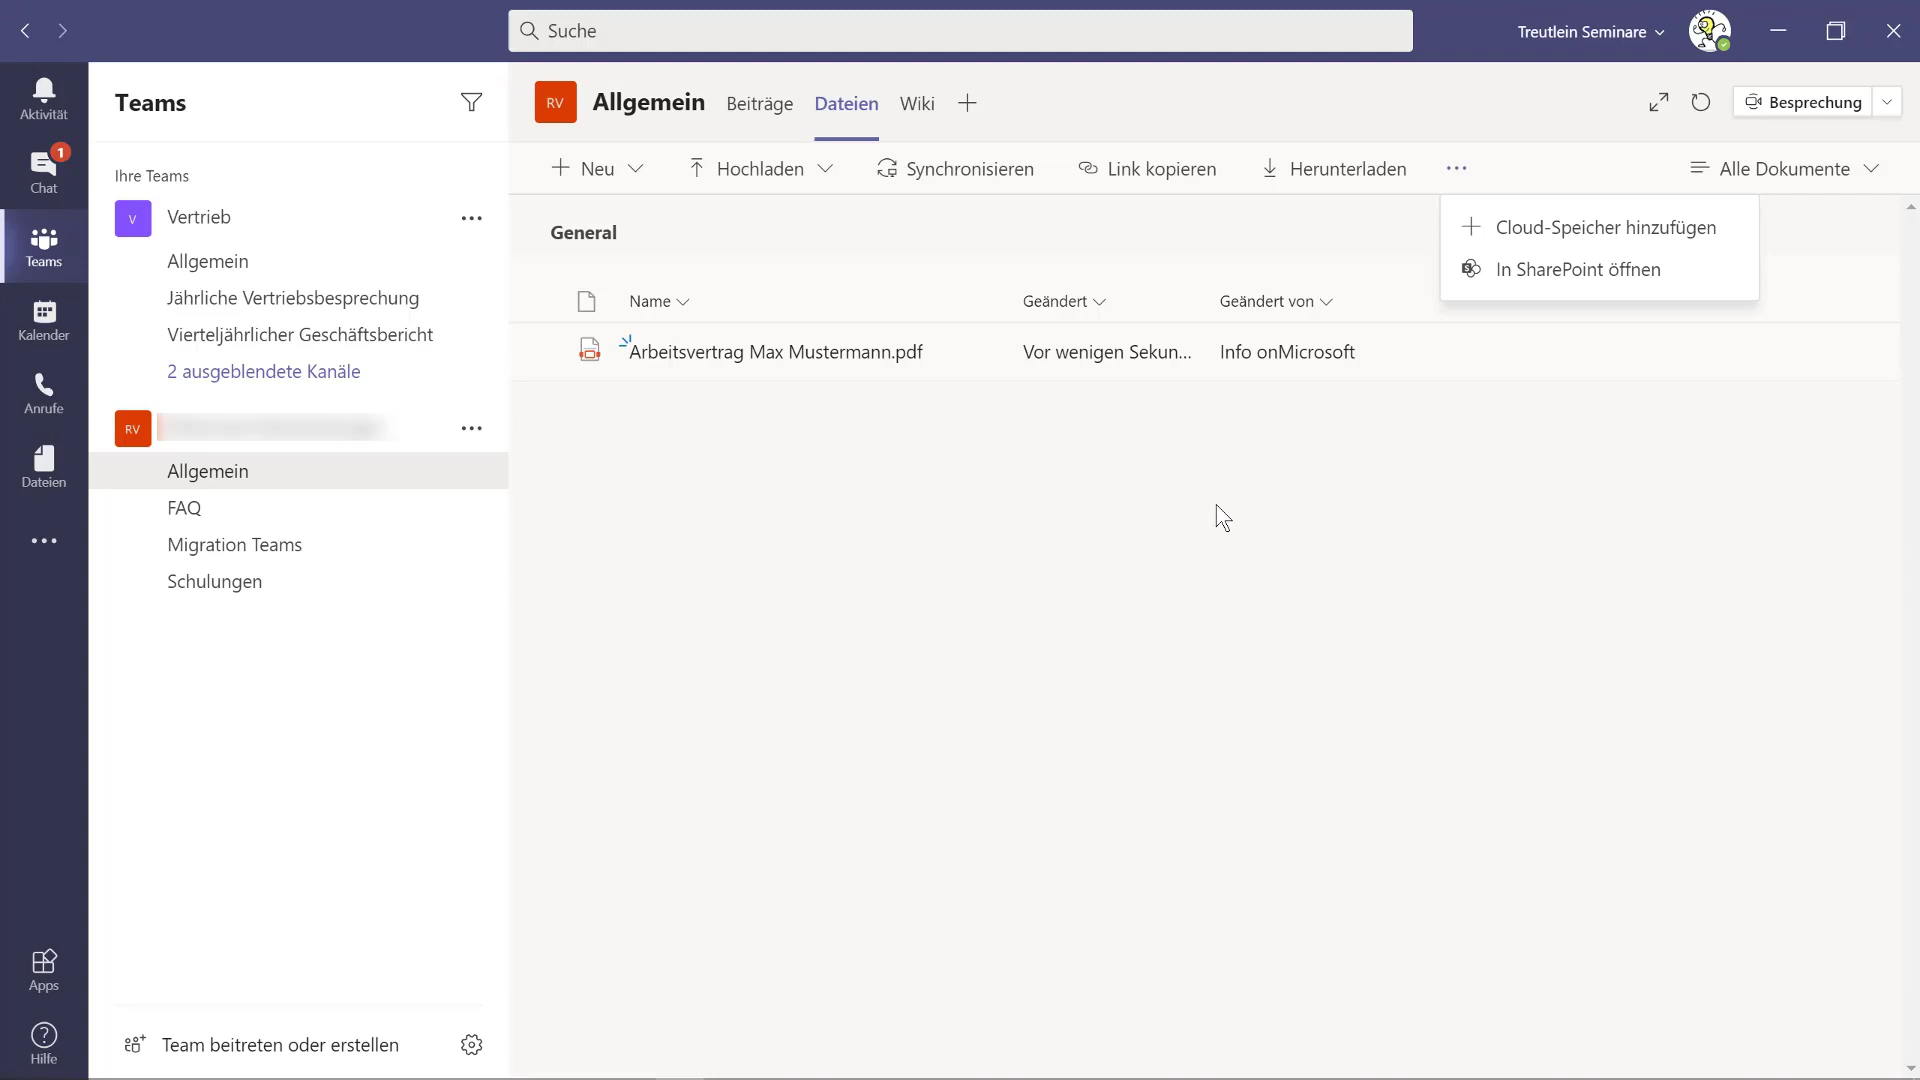 Suche
Treutlein Seminare
Aktivität
1
Chat
Teams
Kalender
Anrufe
Dateien
Apps
Hilfe
Teams
Ihre Teams
V
Vertrieb
Allgemein
Jährliche Vertriebsbesprechung
Vierteljährlicher Geschäftsbericht
2 ausgeblendete Kanäle
RV
Allgemein
FAQ
Migration Teams
Schulungen
Team beitreten oder erstellen
RV Allgemein Beiträge Dateien Wiki
Besprechung
Neu Hochladen Synchronisieren Link kopieren Herunterladen Alle Dokumente
Cloud-Speicher hinzufügen
In SharePoint öffnen
General
Name Geändert Geändert von
Arbeitsvertrag Max Mustermann.pdf Vor wenigen Sekun... Info onMicrosoft